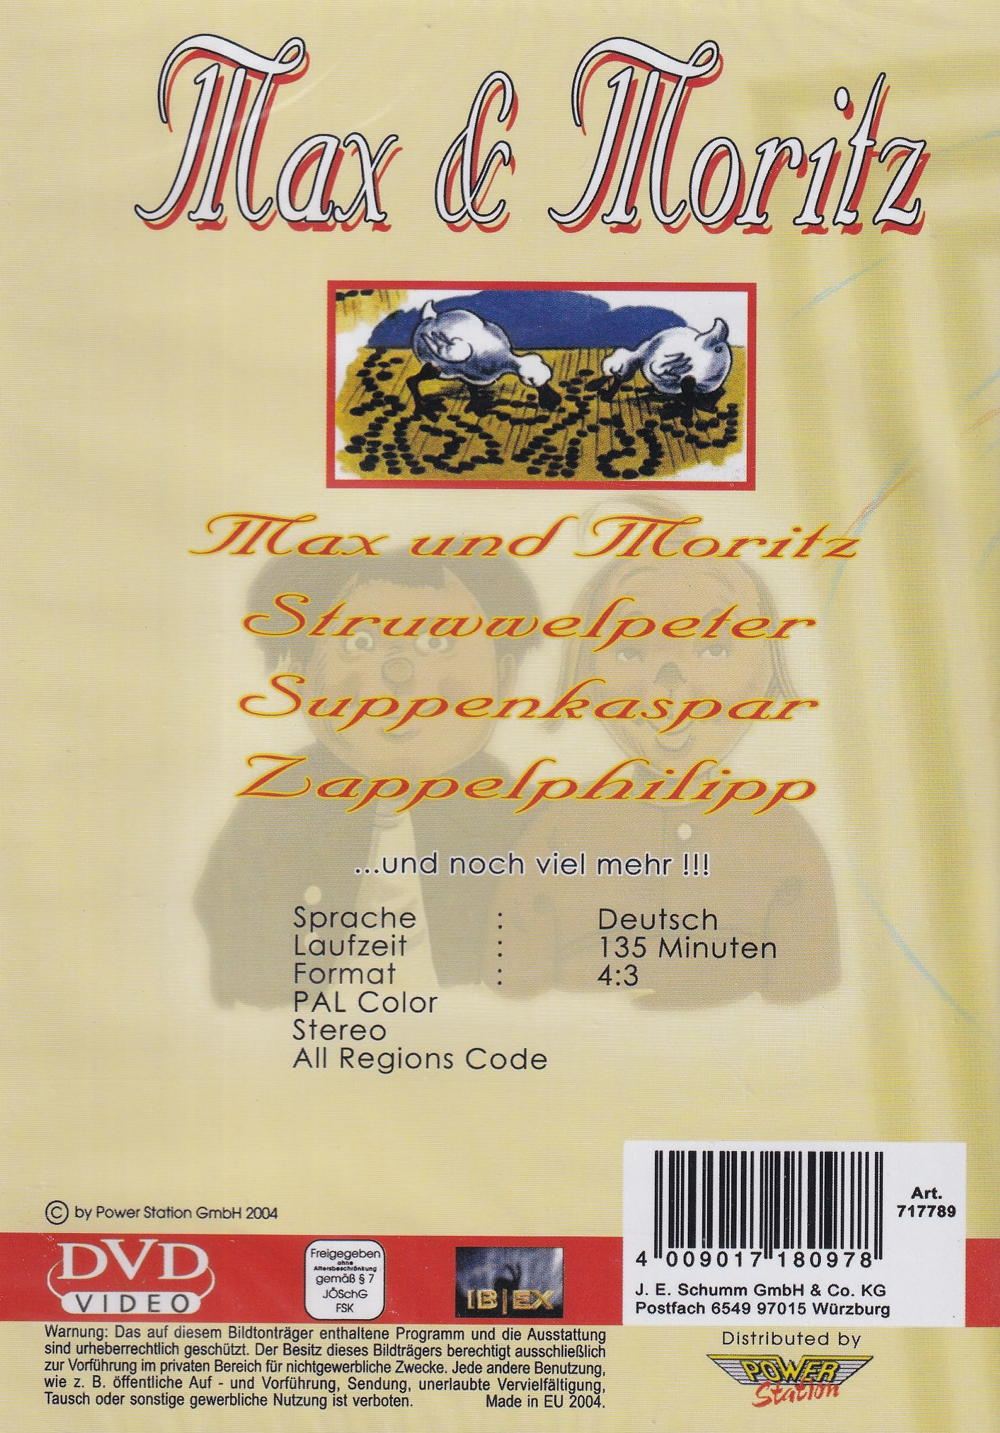 Max & Moritz
Max und Moritz
Struwwelpeter
Suppenkaspar
Zappelphilipp
...und noch viel mehr !!!
Sprache : Deutsch
Laufzeit : 135 Minuten
Format : 4:3
PAL Color
Stereo
All Regions Code
© by Power Station GmbH 2004
DVD
VIDEO
Freigegeben
ohne
Altersbeschränkung
gemäß § 7
JÖSchG
FSK
IB|EX
Art.
717789
4 009017 180978
J. E. Schumm GmbH & Co. KG
Postfach 6549 97015 Würzburg
Warnung: Das auf diesem Bildtonträger enthaltene Programm und die Ausstattung
sind urheberrechtlich geschützt. Der Besitz dieses Bildträgers berechtigt ausschließlich
zur Vorführung im privaten Bereich für nichtgewerbliche Zwecke. Jede andere Benutzung,
wie z. B. öffentliche Auf - und Vorführung, Sendung, unerlaubte Vervielfältigung,
Tausch oder sonstige gewerbliche Nutzung ist verboten. Made in EU 2004.
Distributed by
POWER
Station